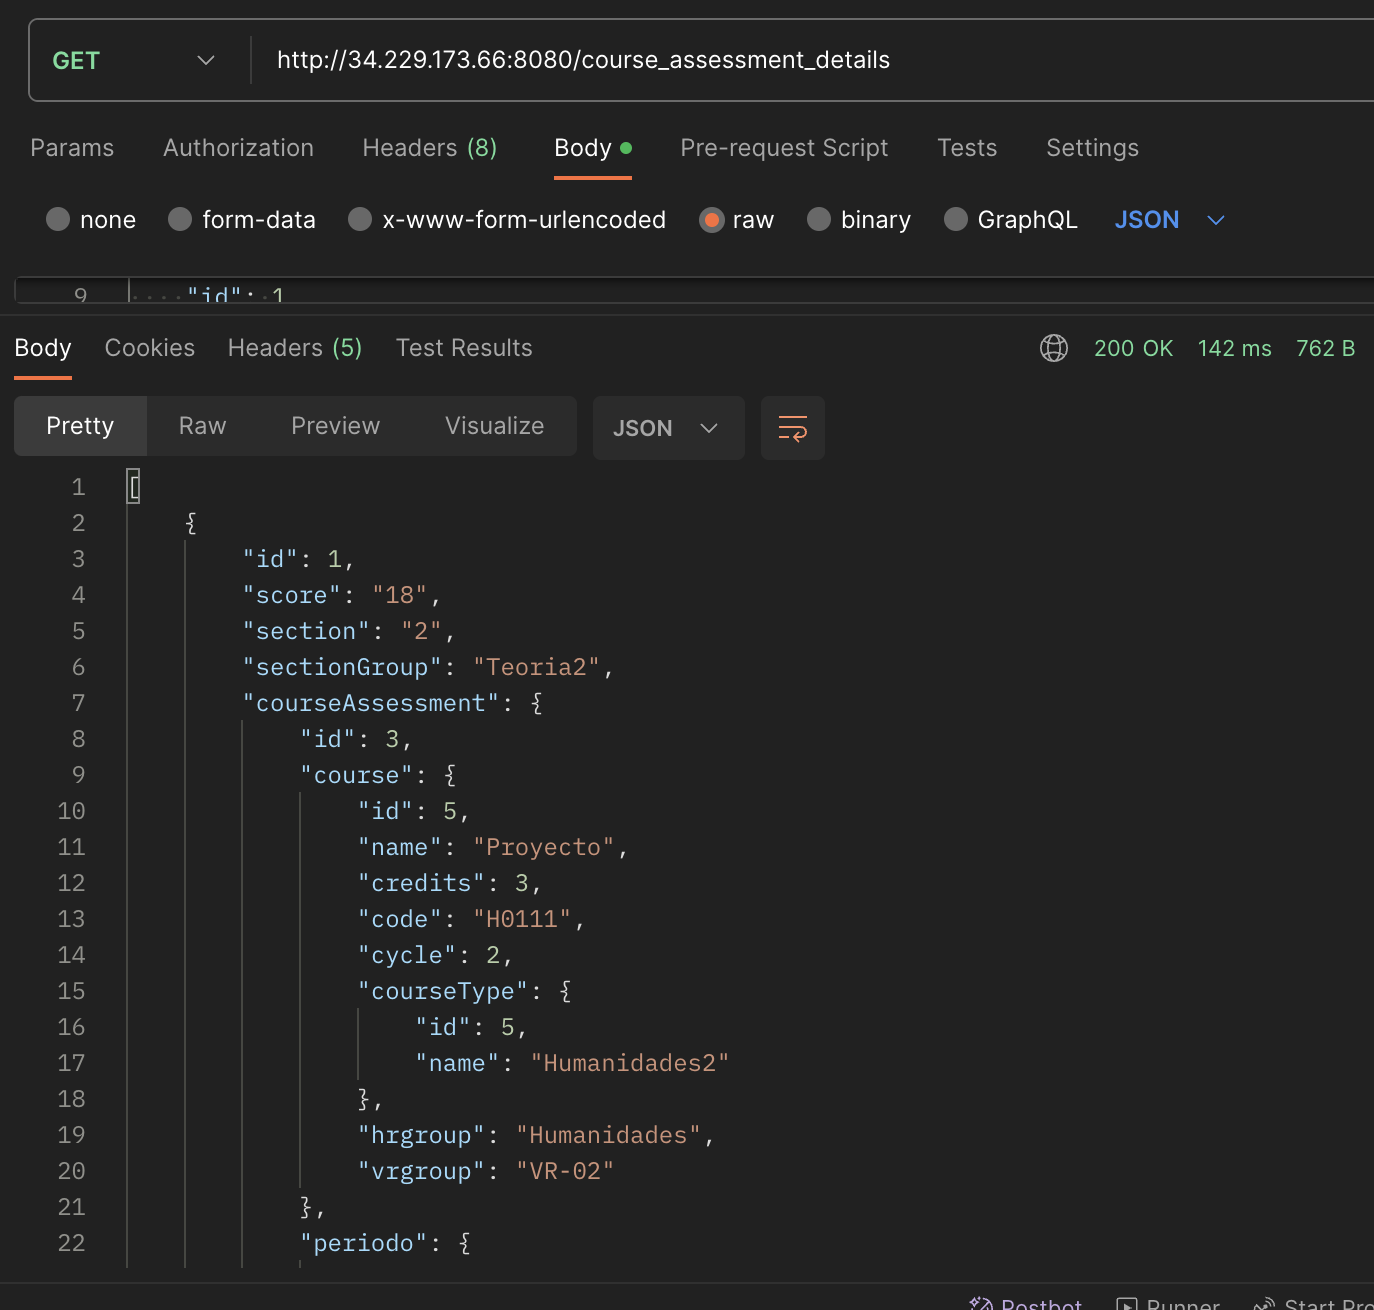 GET http://34.229.173.66:8080/course_assessment_details
Params Authorization Headers (8) Body Pre-request Script Tests Settings
none form-data x-www-form-urlencoded raw binary GraphQL JSON
9 "id": 1
Body Cookies Headers (5) Test Results 200 OK 142 ms 762 B
Pretty Raw Preview Visualize JSON
1 [
2 {
3 "id": 1,
4 "score": "18",
5 "section": "2",
6 "sectionGroup": "Teoria2",
7 "courseAssessment": {
8 "id": 3,
9 "course": {
10 "id": 5,
11 "name": "Proyecto",
12 "credits": 3,
13 "code": "H0111",
14 "cycle": 2,
15 "courseType": {
16 "id": 5,
17 "name": "Humanidades2"
18 },
19 "hrgroup": "Humanidades",
20 "vrgroup": "VR-02"
21 },
22 "periodo": {
Postbot Runner Start Pro